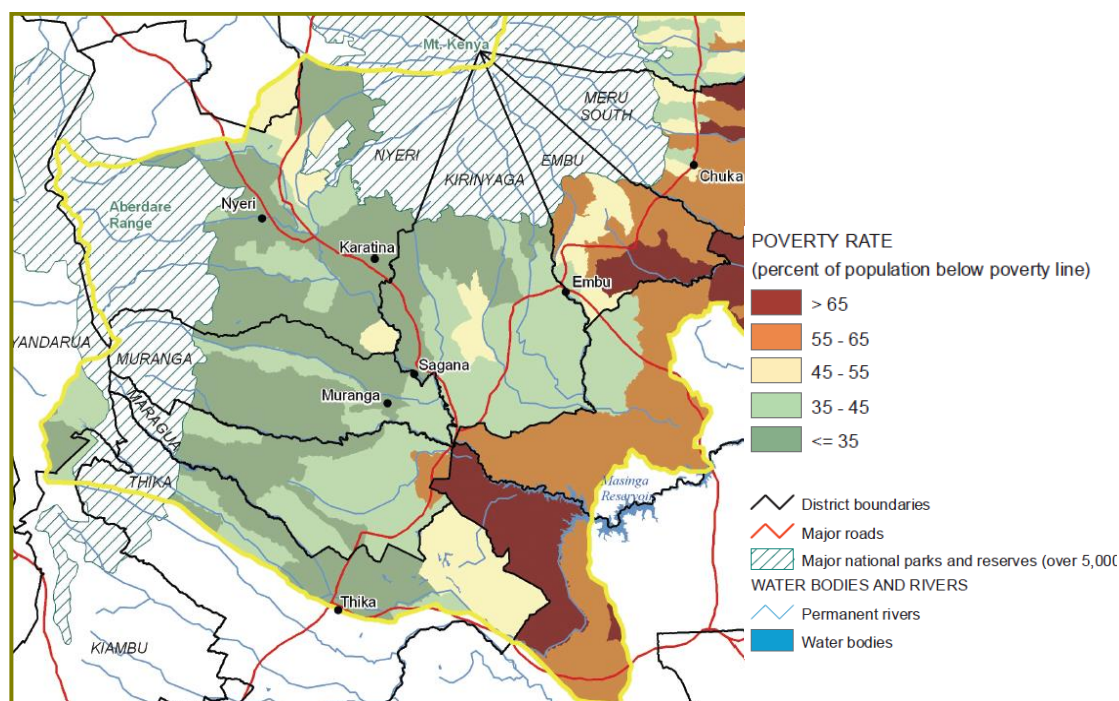 Mt. Kenya
MERU
SOUTH
NYERI
EMBU
KIRINYAGA
Chuka
Aberdare
Range
Nyeri
Karatina
Embu
YANDARUA
MURANGA
Sagana
Muranga
MARAGUA
THIKA
Masinga
Reservoir
Thika
KIAMBU
POVERTY RATE
(percent of population below poverty line)
> 65
55 - 65
45 - 55
35 - 45
<= 35
District boundaries
Major roads
Major national parks and reserves (over 5,000
WATER BODIES AND RIVERS
Permanent rivers
Water bodies